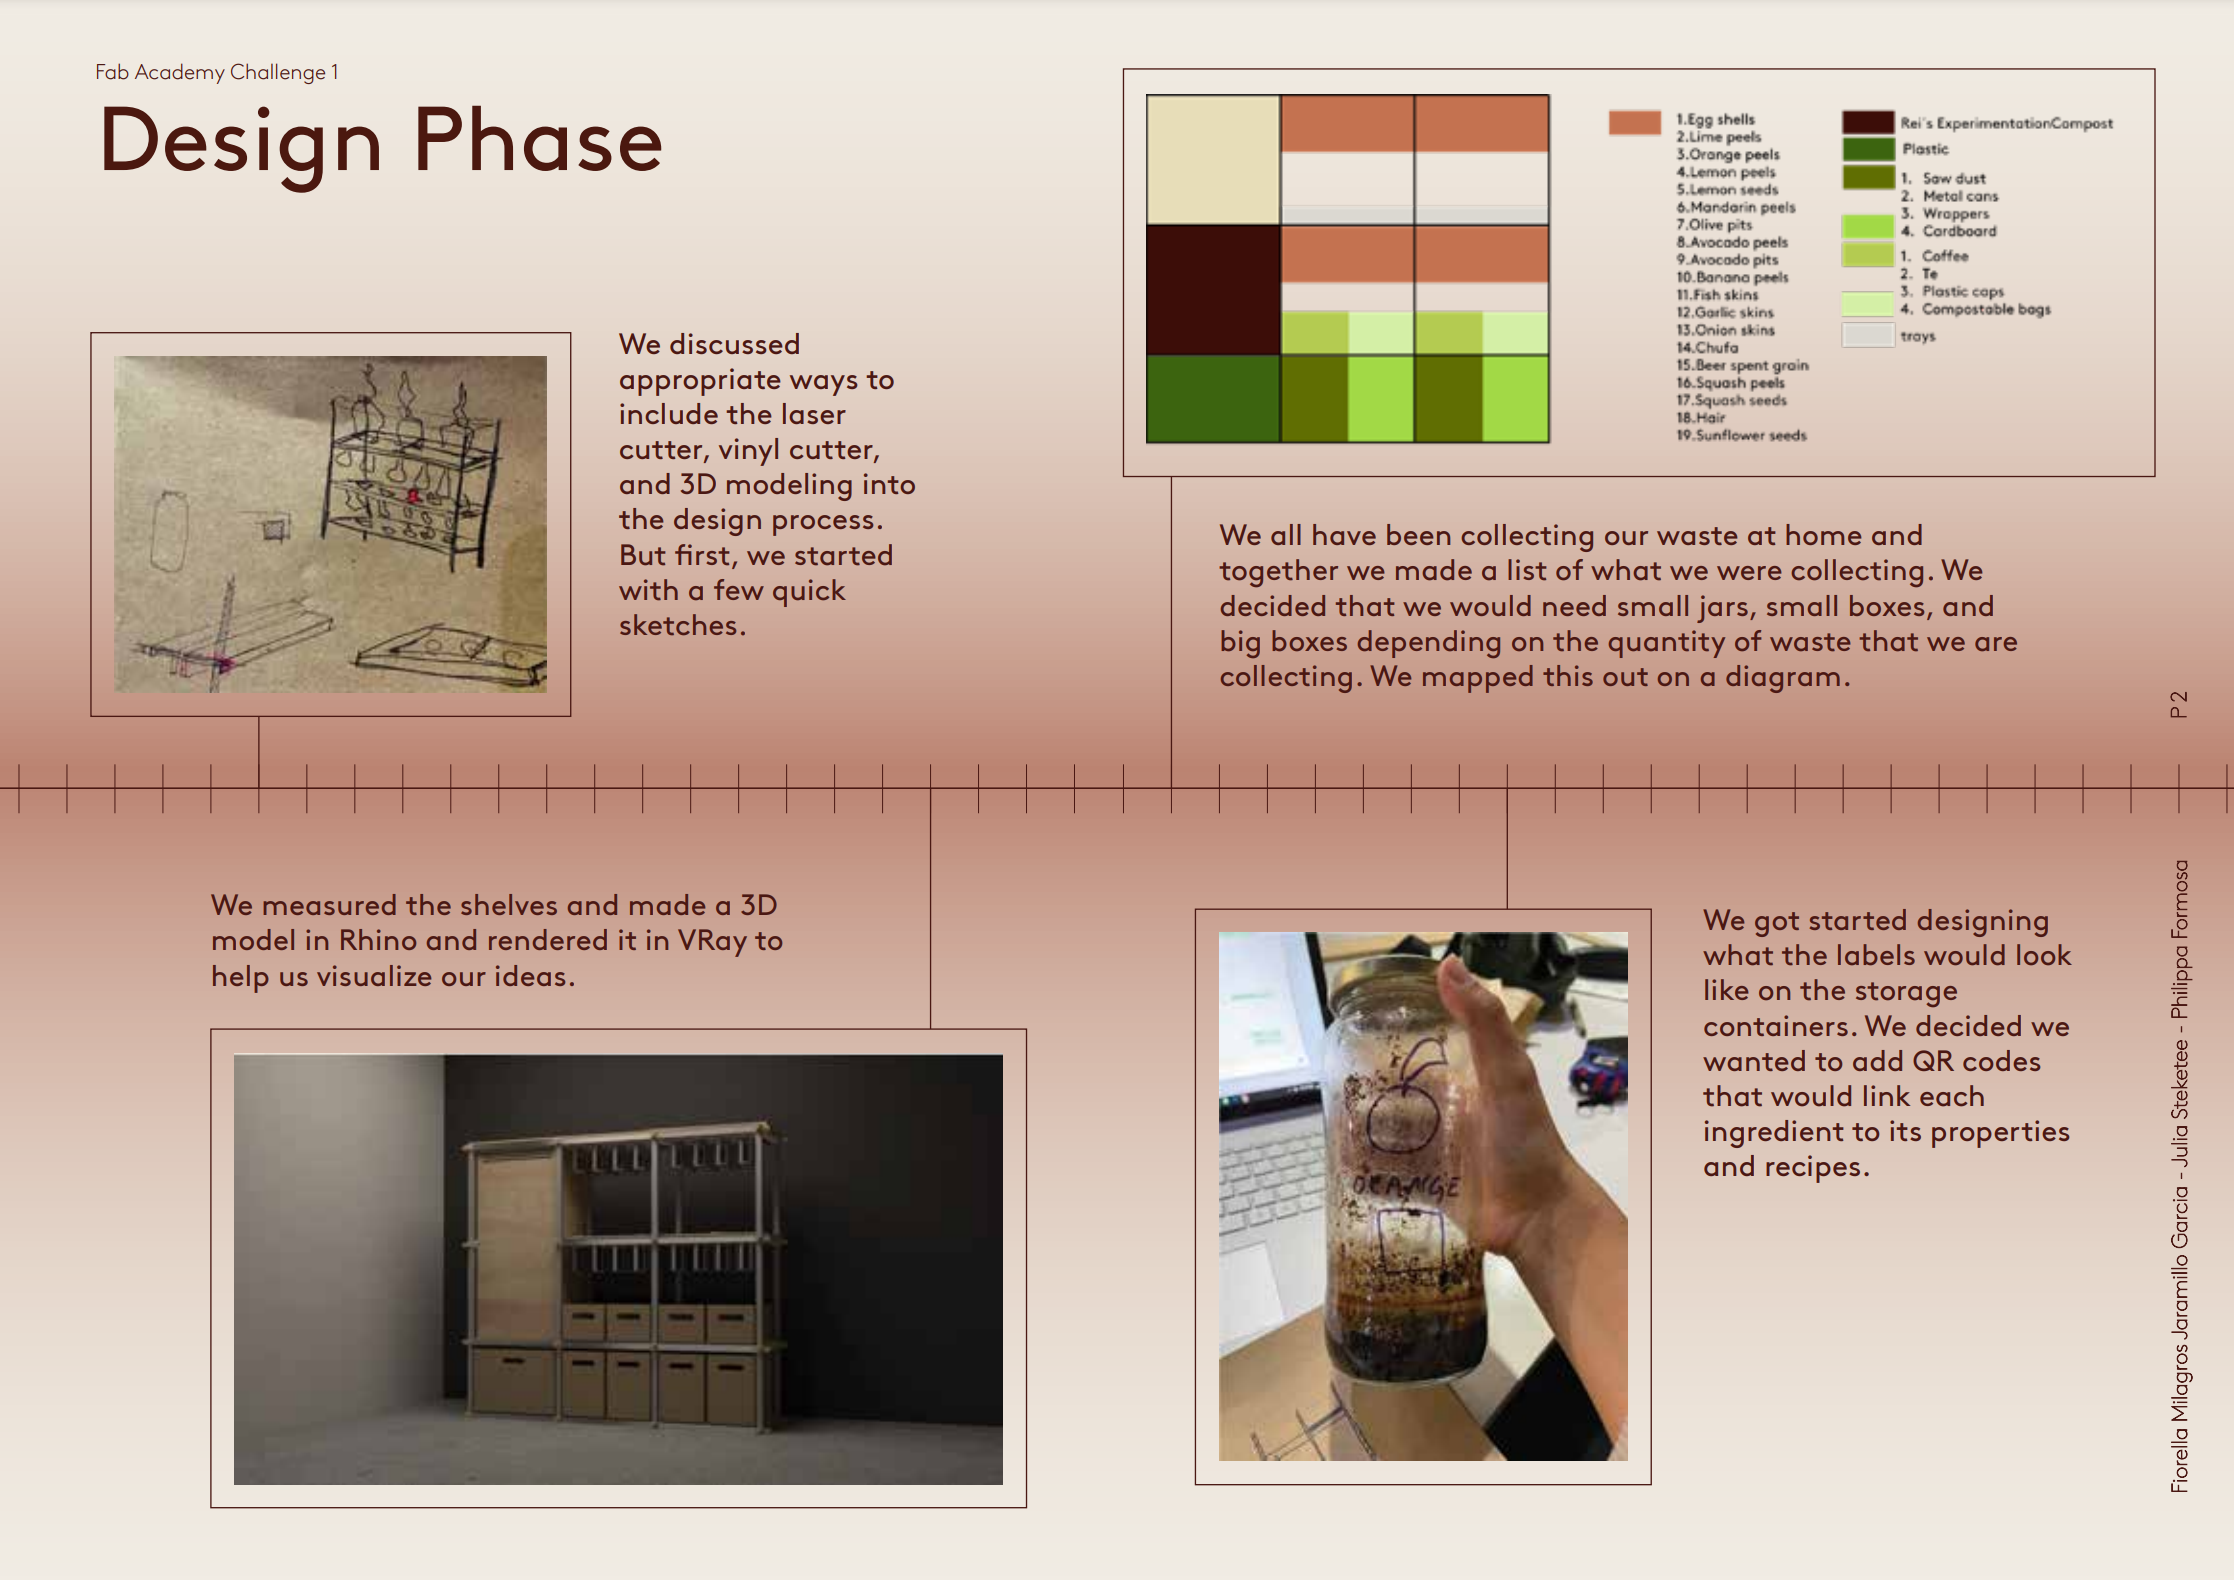 Fab Academy Challenge 1
Design Phase
We discussed
appropriate ways to
include the laser
cutter, vinyl cutter,
and 3D modeling into
the design process.
But first, we started
with a few quick
sketches.
1.Egg shells
2.Lime peels
3.Orange peels
4.Lemon peels
5.Lemon seeds
6.Mandarin peels
7.Olive pits
8.Avocado peels
9.Avocado pits
10.Banana peels
11.Fish skins
12.Garlic skins
13.Onion skins
14.Chufa
15.Beer spent grain
16.Squash peels
17.Squash seeds
18.Hair
19.Sunflower seeds
Rei's ExperimentationCompost
Plastic
1. Saw dust
2. Metal cans
3. Wrappers
4. Cardboard
1. Coffee
2. Te
3. Plastic caps
4. Compostable bags
trays
We all have been collecting our waste at home and
together we made a list of what we were collecting. We
decided that we would need small jars, small boxes, and
big boxes depending on the quantity of waste that we are
collecting. We mapped this out on a diagram.
P 2
We measured the shelves and made a 3D
model in Rhino and rendered it in VRay to
help us visualize our ideas.
ORANGE
We got started designing
what the labels would look
like on the storage
containers. We decided we
wanted to add QR codes
that would link each
ingredient to its properties
and recipes.
Fiorella Milagros Jaramillo Garcia - Julia Steketee - Philippa Formosa